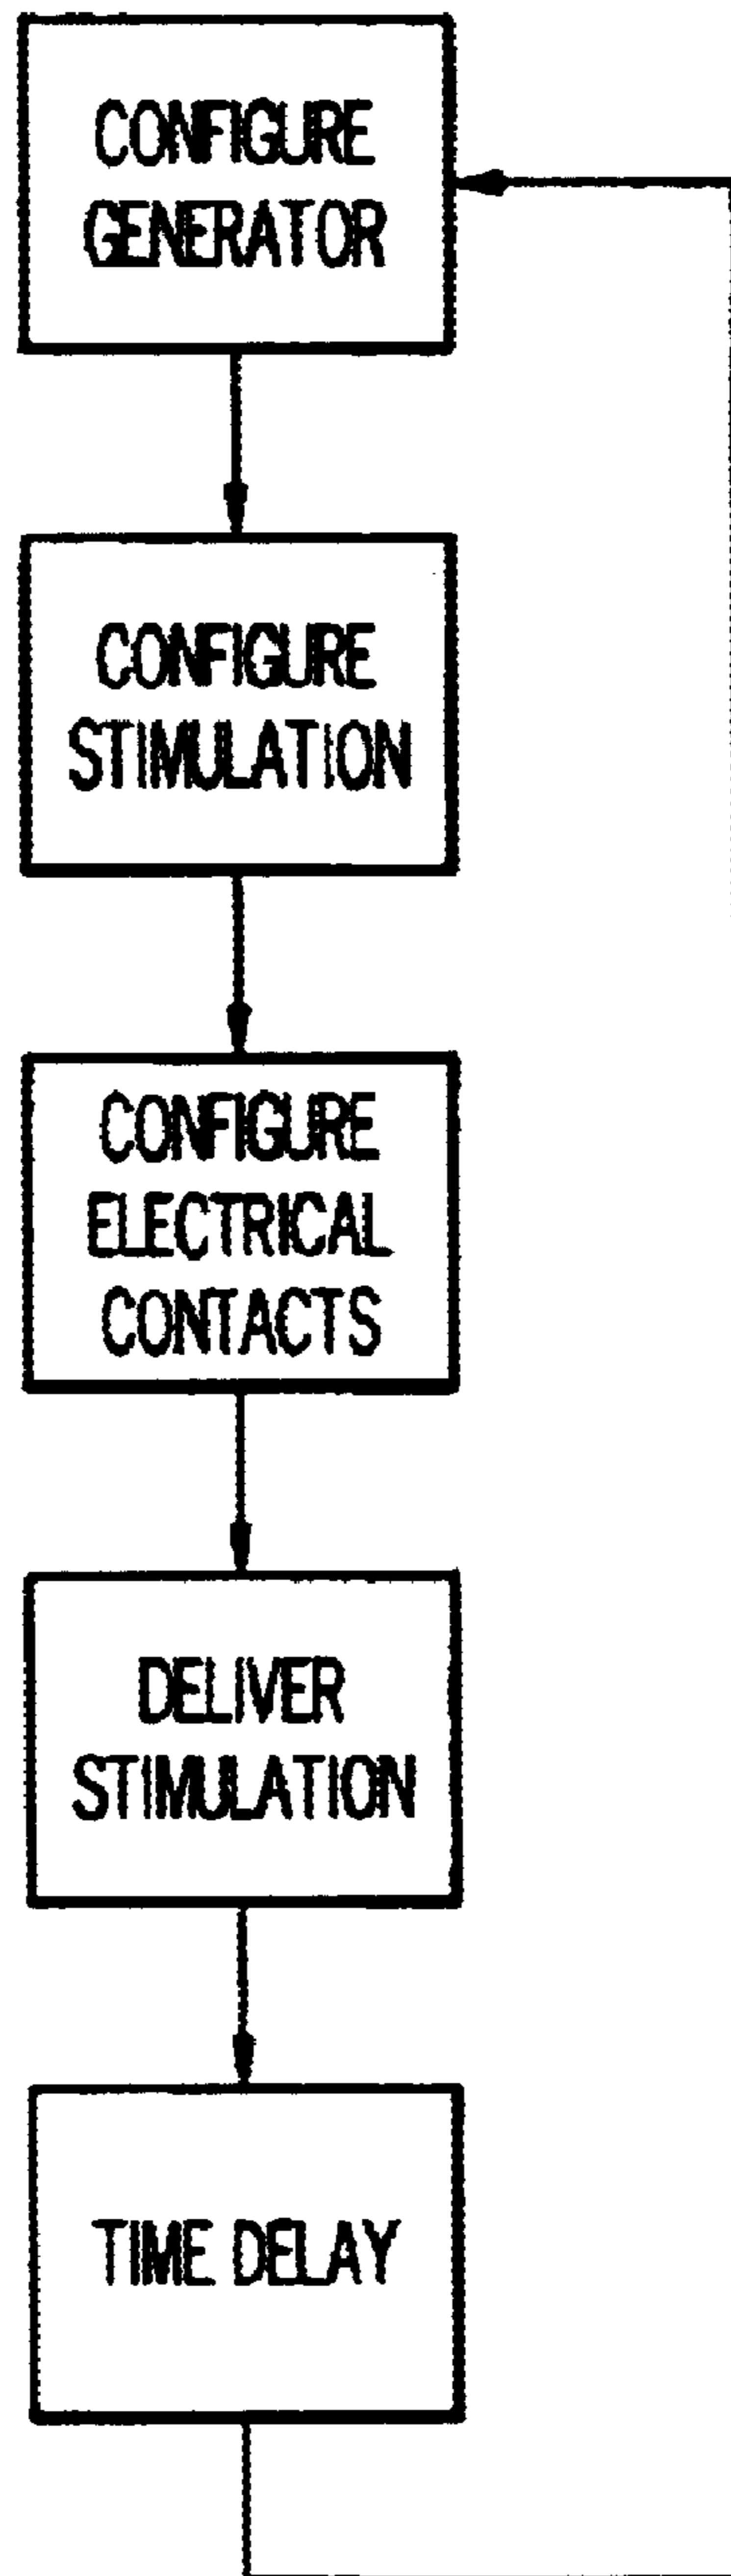 CONFIGURE
GENERATOR
CONFIGURE
STIMULATION
CONFIGURE
ELECTRICAL
CONTACTS
DELIVER
STIMULATION
TIME DELAY